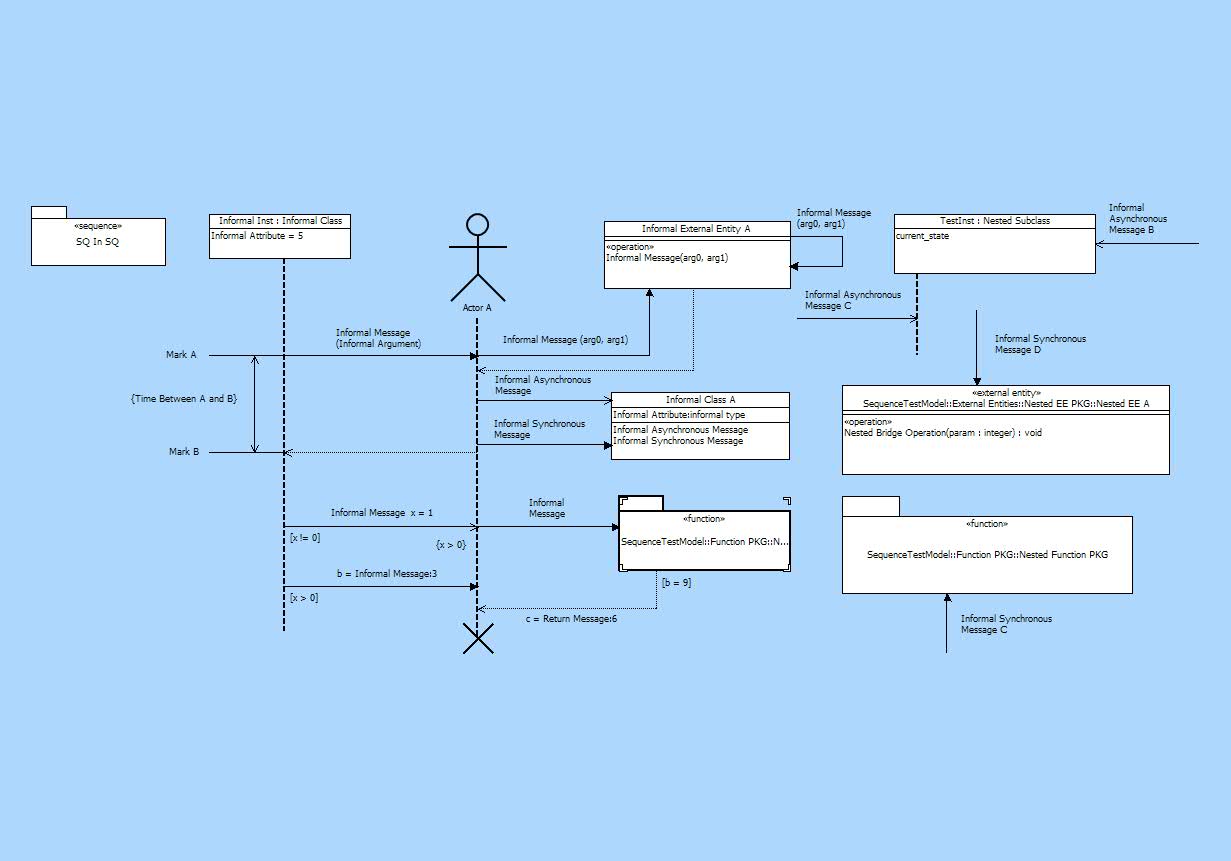 «sequence»
SQ In SQ
Informal Inst : Informal Class
Informal Attribute = 5
Actor A
Informal External Entity A
«operation»
Informal Message(arg0, arg1)
Informal Message
(arg0, arg1)
TestInst : Nested Subclass
current_state
Informal
Asynchronous
Message B
Informal Asynchronous
Message C
Mark A
Informal Message
(Informal Argument)
Informal Message (arg0, arg1)
Informal Synchronous
Message D
{Time Between A and B}
Informal Asynchronous
Message
Informal Class A
Informal Attribute:informal type
Informal Asynchronous Message
Informal Synchronous Message
«external entity»
SequenceTestModel::External Entities::Nested EE PKG::Nested EE A
«operation»
Nested Bridge Operation(param : integer) : void
Informal Synchronous
Message
Mark B
Informal Message  x = 1
Informal
Message
«function»
SequenceTestModel::Function PKG::N...
«function»
SequenceTestModel::Function PKG::Nested Function PKG
[x != 0]
{x > 0}
b = Informal Message:3
[b = 9]
[x > 0]
c = Return Message:6
Informal Synchronous
Message C